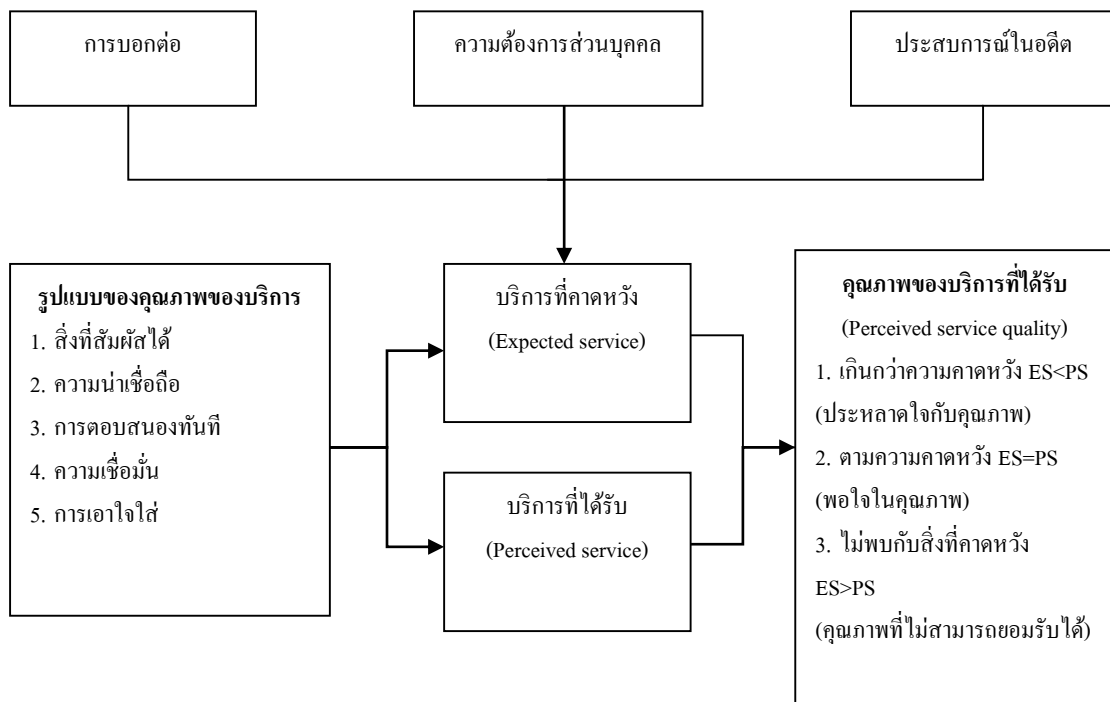 การบอกต่อ
ความต้องการส่วนบุคคล
ประสบการณ์ในอดีต
รูปแบบของคุณภาพของบริการ
1. สิ่งที่สัมผัสได้
2. ความน่าเชื่อถือ
3. การตอบสนองทันที
4. ความเชื่อมั่น
5. การเอาใจใส่
บริการที่คาดหวัง
(Expected service)
บริการที่ได้รับ
(Perceived service)
คุณภาพของบริการที่ได้รับ
(Perceived service quality)
1. เกินกว่าความคาดหวัง ES<PS
(ประหลาดใจกับคุณภาพ)
2. ตามความคาดหวัง ES=PS
(พอใจในคุณภาพ)
3. ไม่พบกับสิ่งที่คาดหวัง
ES>PS
(คุณภาพที่ไม่สามารถยอมรับได้)